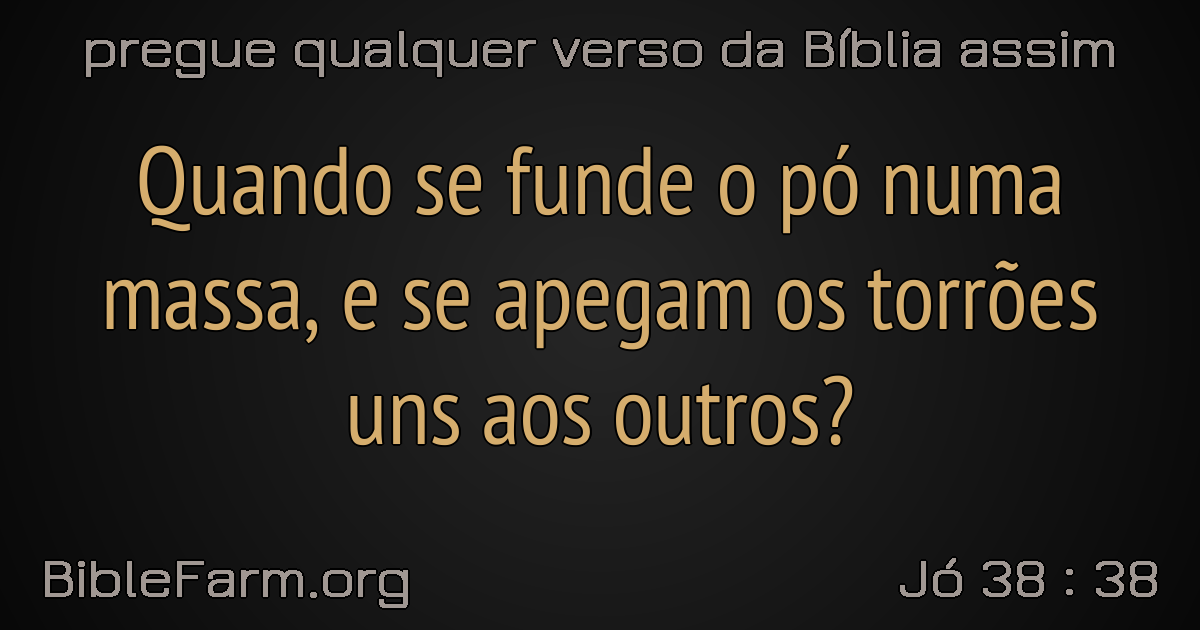 pregue qualquer verso da Bíblia assim
Quando se funde o pó numa
massa, e se apegam os torrões
uns aos outros?
BibleFarm.org
Jó 38 : 38